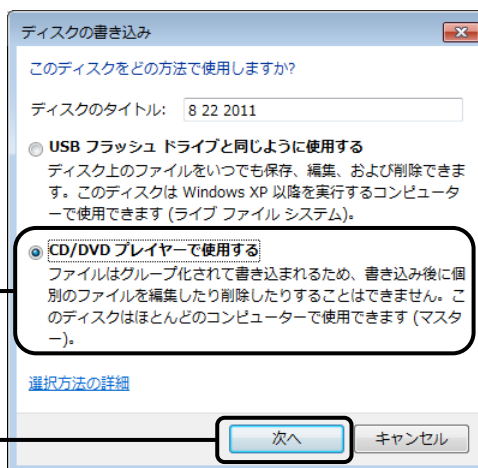 ディスクの書き込み
このディスクをどの方法で使用しますか?
ディスクのタイトル: 8 22 2011
USB フラッシュ ドライブと同じように使用する
ディスク上のファイルをいつでも保存、編集、および削除できま
す。このディスクは Windows XP 以降を実行するコンピュータ
ーで使用できます (ライブ ファイル システム)。
CD/DVD プレイヤーで使用する
ファイルはグループ化されて書き込まれるため、書き込み後に個
別のファイルを編集したり削除したりすることはできません。こ
のディスクはほとんどのコンピューターで使用できます (マスタ
ー)。
選択方法の詳細
次へ キャンセル